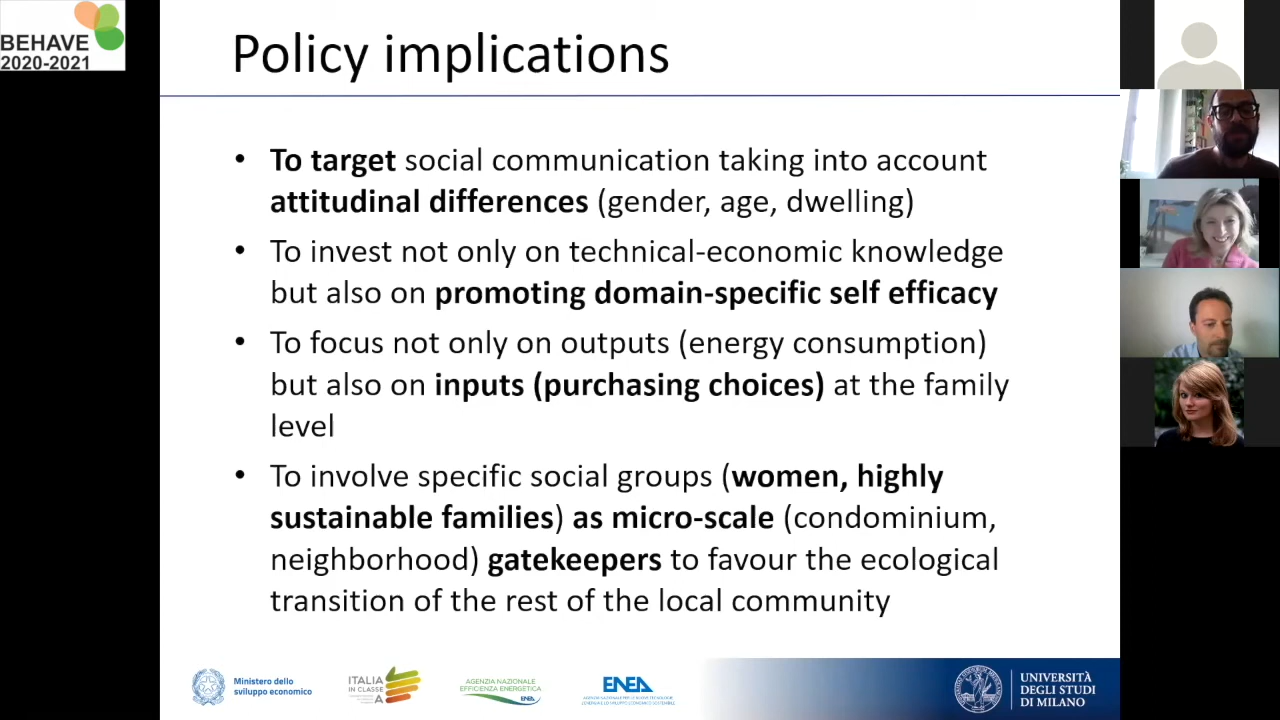 BEHAVE
2020-2021
Policy implications
• To target social communication taking into account
attitudinal differences (gender, age, dwelling)
• To invest not only on technical-economic knowledge
but also on promoting domain-specific self efficacy
• To focus not only on outputs (energy consumption)
but also on inputs (purchasing choices) at the family
level
• To involve specific social groups (women, highly
sustainable families) as micro-scale (condominium,
neighborhood) gatekeepers to favour the ecological
transition of the rest of the local community
Ministero dello
sviluppo economico
ITALIA
IN CLASSE
A
AGENZIA NAZIONALE
EFFICIENZA ENERGETICA
ENEA
ENEA
UNIVERSITÀ
DEGLI STUDI
DI MILANO